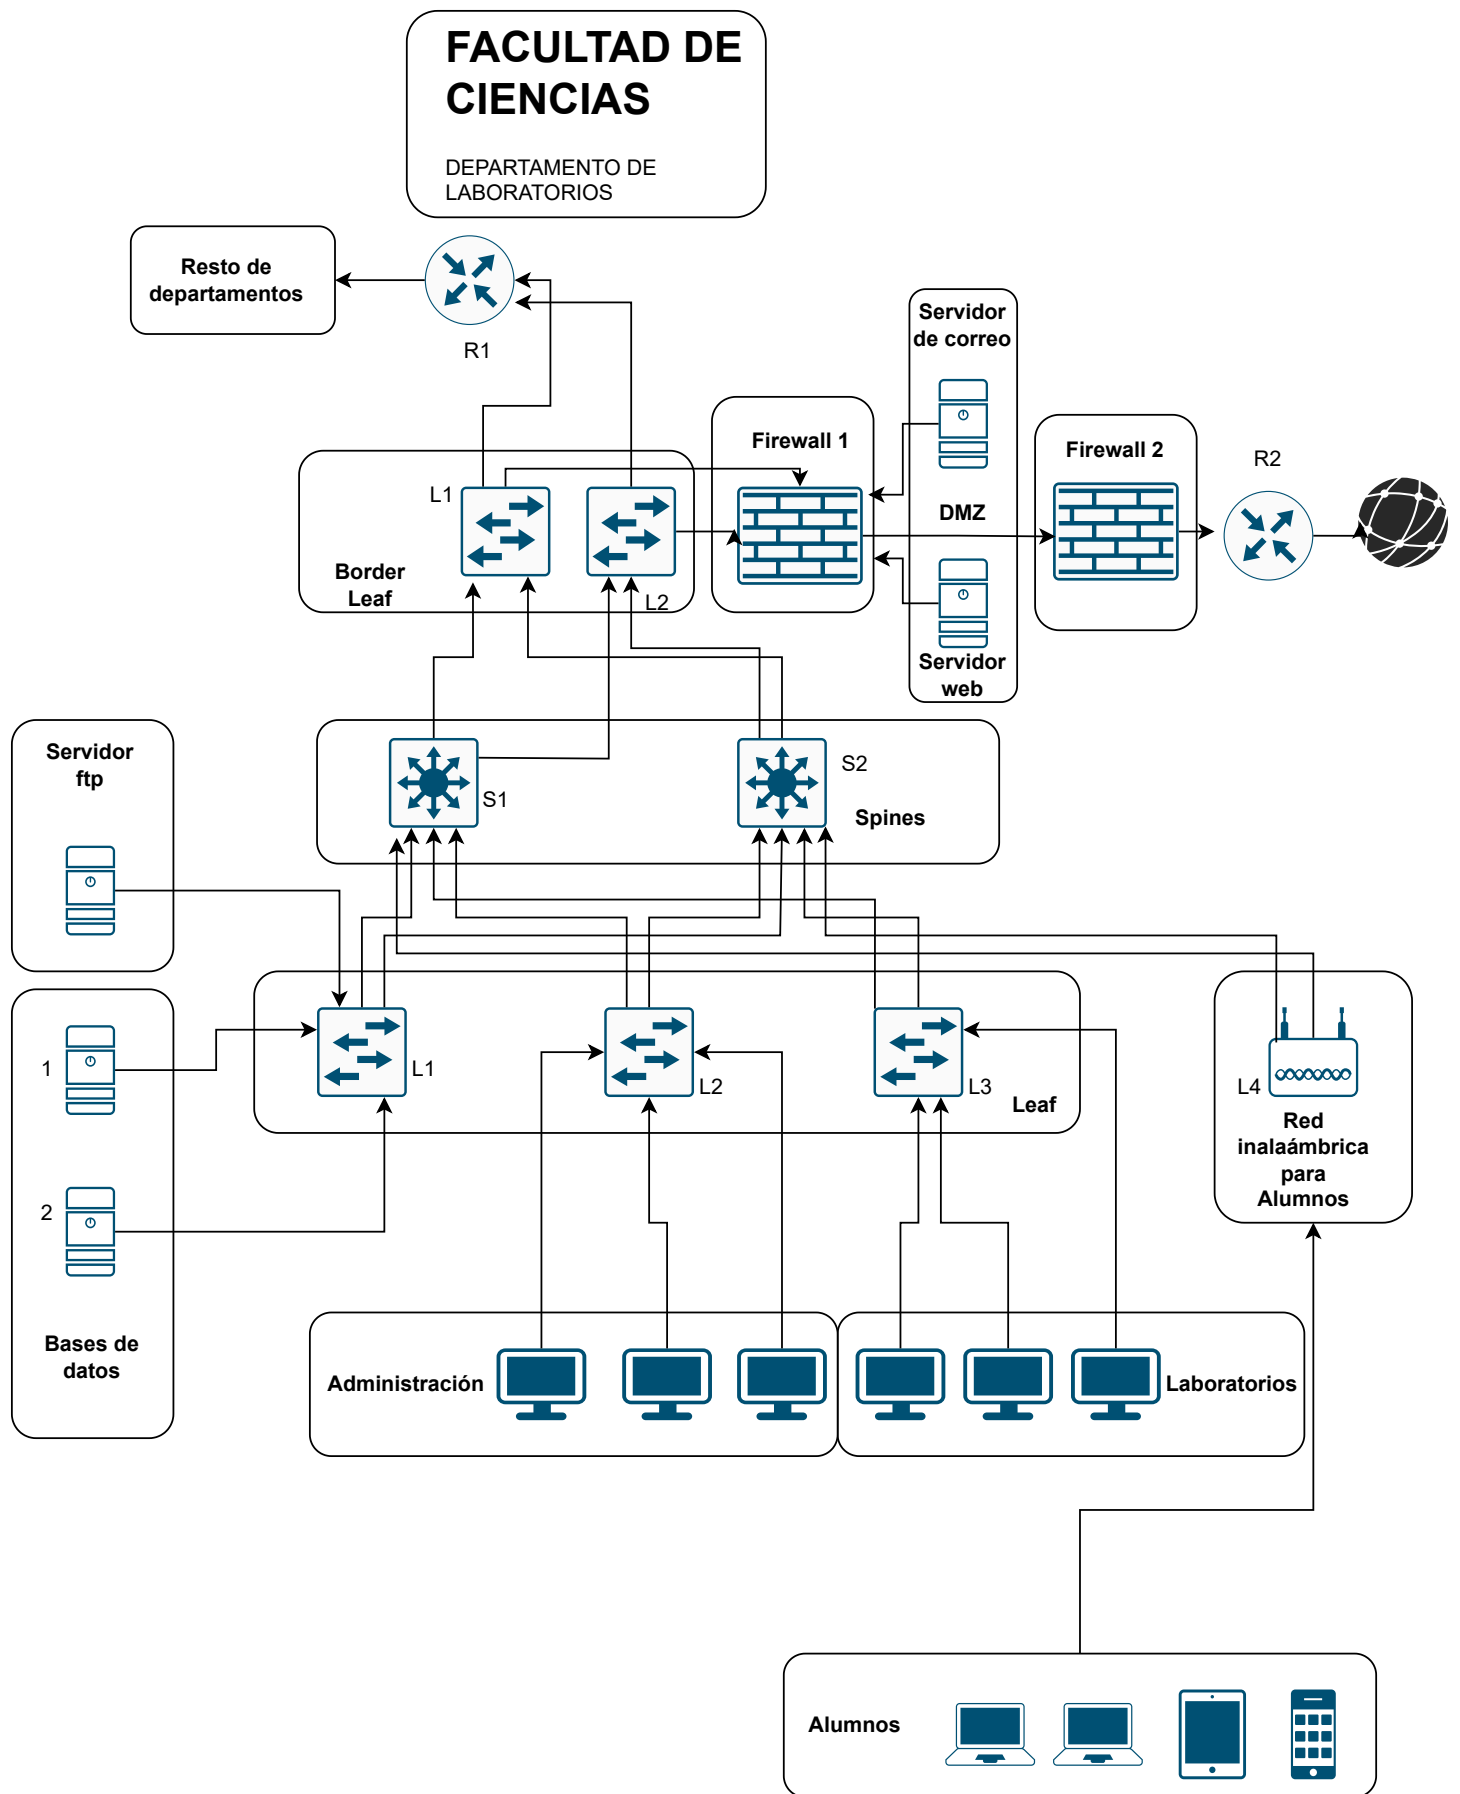 FACULTAD DE
CIENCIAS
DEPARTAMENTO DE
LABORATORIOS
Resto de
departamentos
R1
Servidor
de correo
Firewall 1
Firewall 2
R2
L1
DMZ
Border
Leaf
L2
Servidor
web
Servidor
ftp
S1
S2
Spines
1
L1
L2
L3
Leaf
L4
Red
inalaámbrica
para
Alumnos
2
Bases de
datos
Administración
Laboratorios
Alumnos